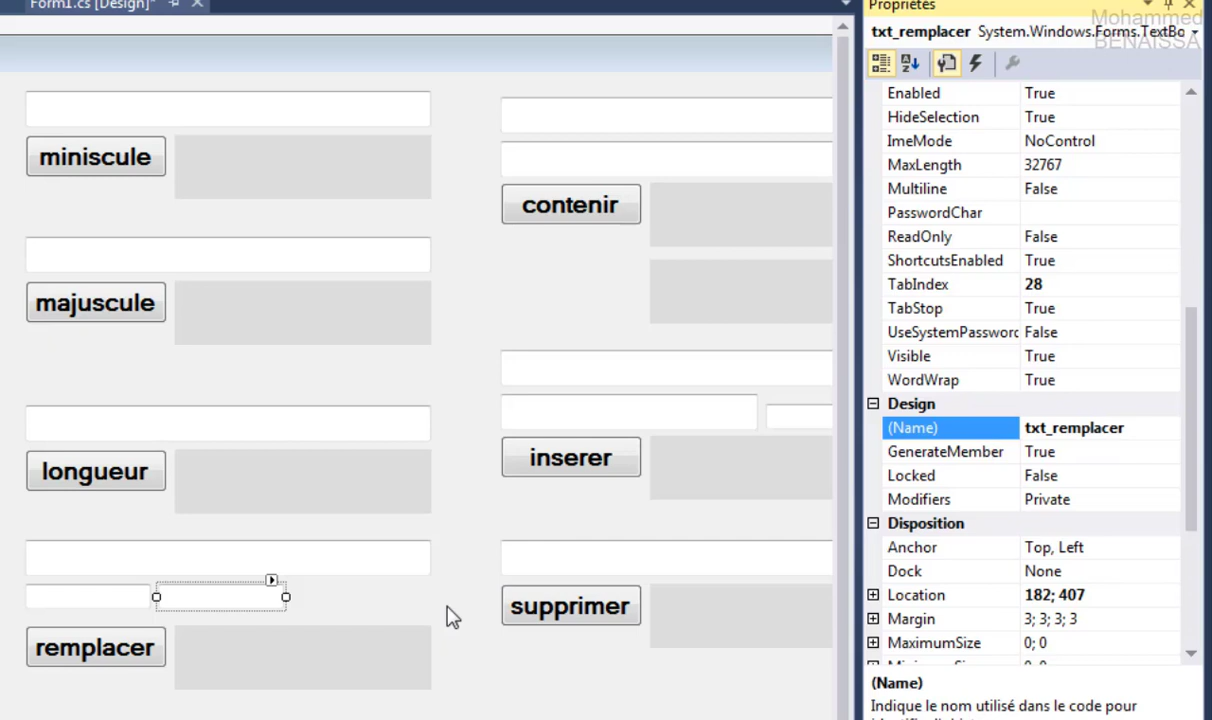 Form1.cs [Design]*
Propriétés
Mohammed
BENAISSA
txt_remplacer System.Windows.Forms.TextBo
miniscule
majuscule
longueur
remplacer
contenir
inserer
supprimer
Enabled True
HideSelection True
ImeMode NoControl
MaxLength 32767
Multiline False
PasswordChar
ReadOnly False
ShortcutsEnabled True
TabIndex 28
TabStop True
UseSystemPassword False
Visible True
WordWrap True
Design
(Name) txt_remplacer
GenerateMember True
Locked False
Modifiers Private
Disposition
Anchor Top, Left
Dock None
Location 182; 407
Margin 3; 3; 3; 3
MaximumSize 0; 0
(Name)
Indique le nom utilisé dans le code pour